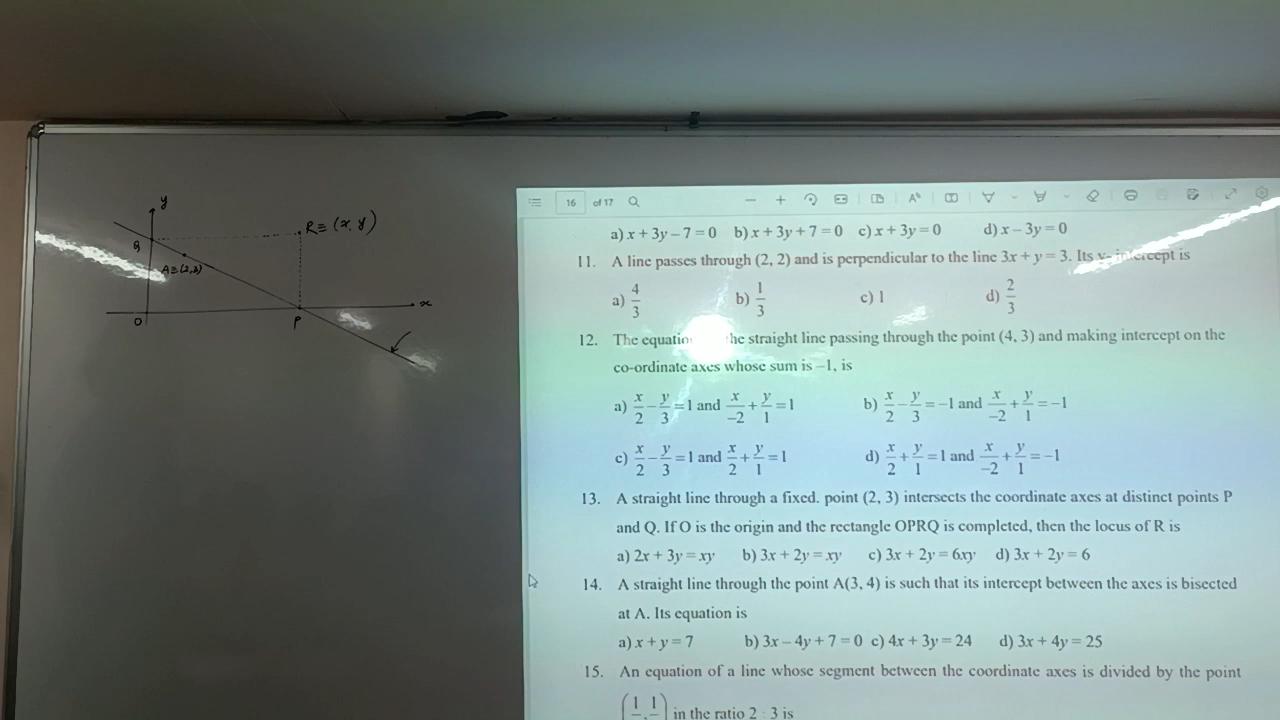 y
R ≡ (x, y)
Q
A ≡ (2,3)
O
P
x
16 of 17
a) x + 3y – 7 = 0 b) x + 3y + 7 = 0 c) x + 3y = 0 d) x – 3y = 0
11. A line passes through (2, 2) and is perpendicular to the line 3x + y = 3. Its y-intercept is
a) 4/3 b) 1/3 c) 1 d) 2/3
12. The the straight line passing through the point (4, 3) and making intercept on the
co-ordinate axes whose sum is –1, is
a) x/2 – y/3 = 1 and x/–2 + y/1 = 1 b) x/2 – y/3 = –1 and x/–2 + y/1 = –1
c) x/2 – y/3 = 1 and x/2 + y/1 = 1 d) x/2 + y/1 = 1 and x/–2 + y/1 = –1
13. A straight line through a fixed. point (2, 3) intersects the coordinate axes at distinct points P
and Q. If O is the origin and the rectangle OPRQ is completed, then the locus of R is
a) 2x + 3y = xy b) 3x + 2y = xy c) 3x + 2y = 6xy d) 3x + 2y = 6
14. A straight line through the point A(3, 4) is such that its intercept between the axes is bisected
at A. Its equation is
a) x + y = 7 b) 3x – 4y + 7 = 0 c) 4x + 3y = 24 d) 3x + 4y = 25
15. An equation of a line whose segment between the coordinate axes is divided by the point
in the ratio 2 : 3 is